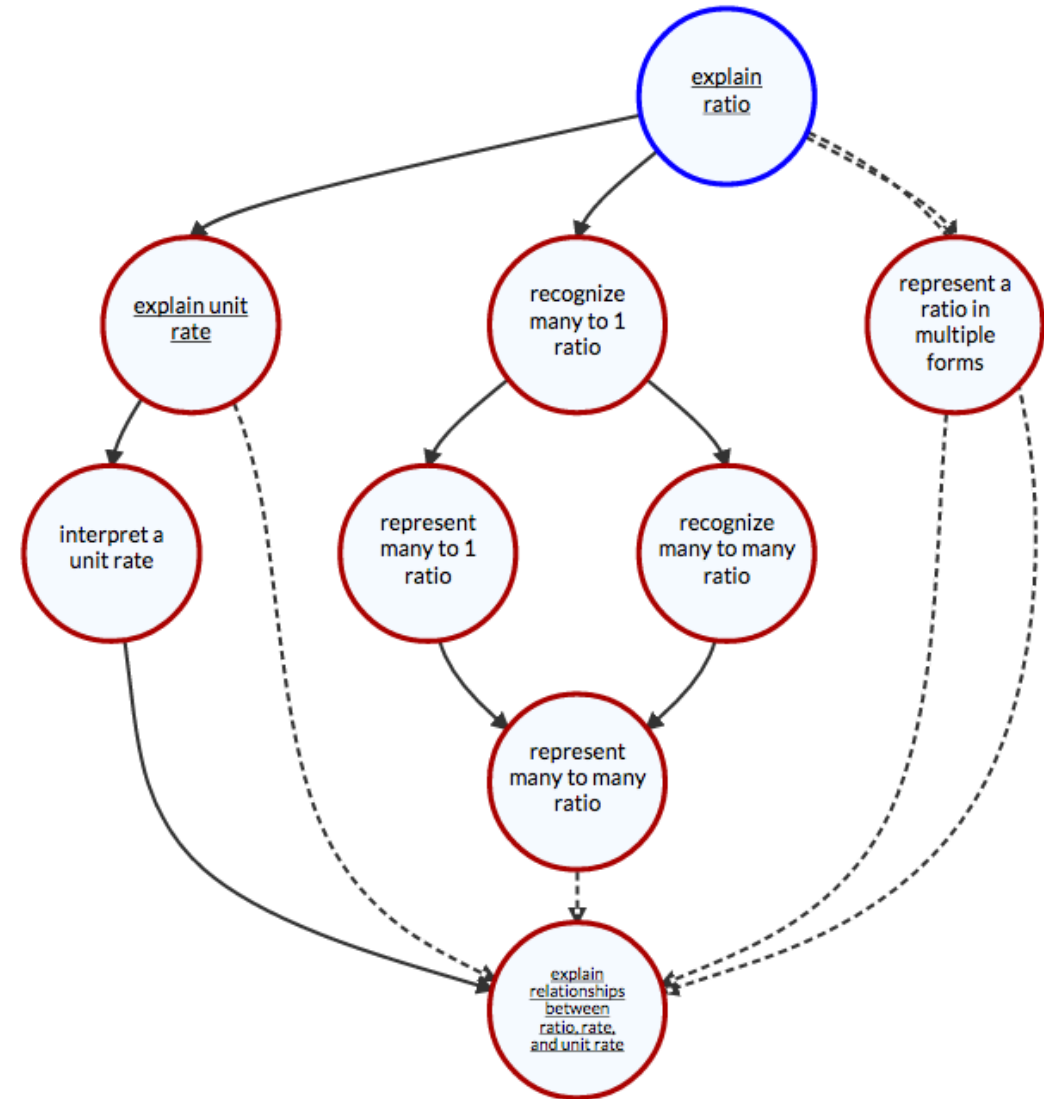 explain
ratio
explain unit
rate
recognize
many to 1
ratio
represent a
ratio in
multiple
forms
interpret a
unit rate
represent
many to 1
ratio
recognize
many to many
ratio
represent
many to many
ratio
explain
relationships
between
ratio, rate,
and unit rate